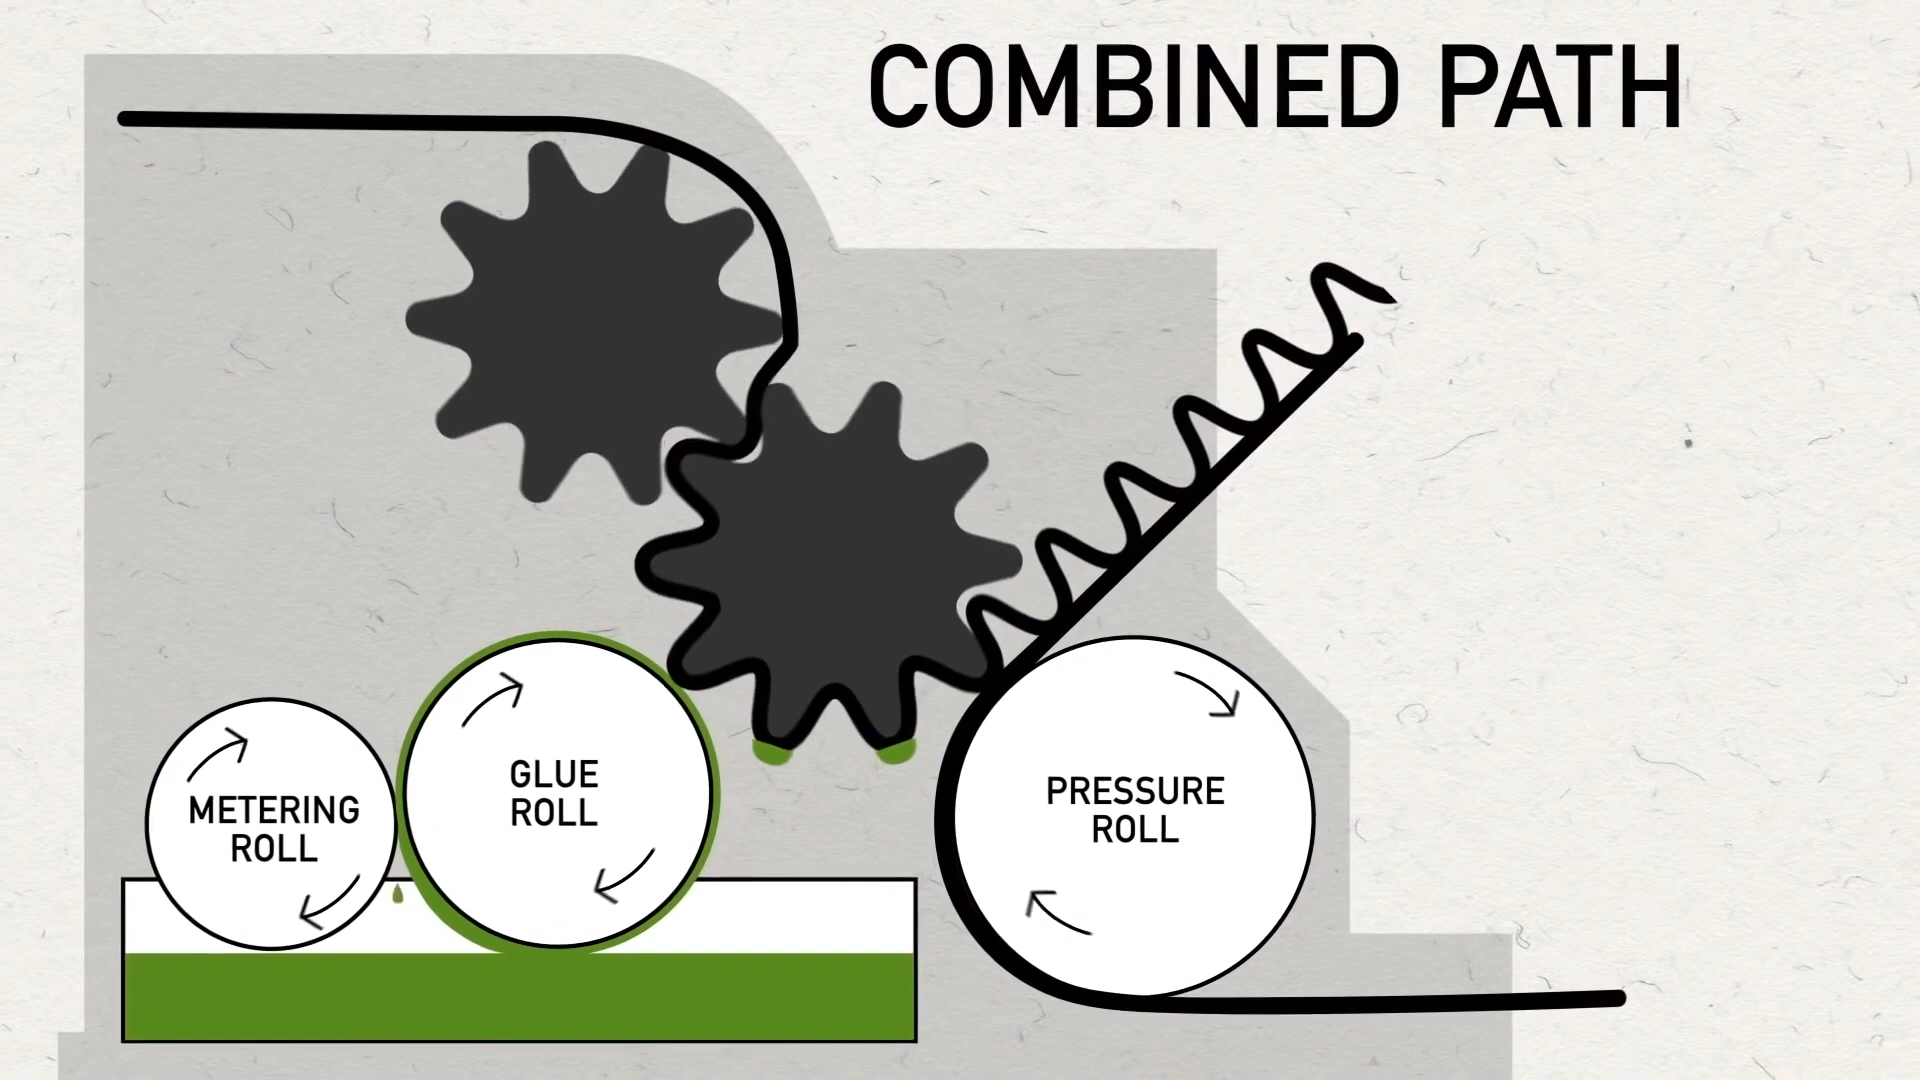 COMBINED PATH
METERING
ROLL
GLUE
ROLL
PRESSURE
ROLL